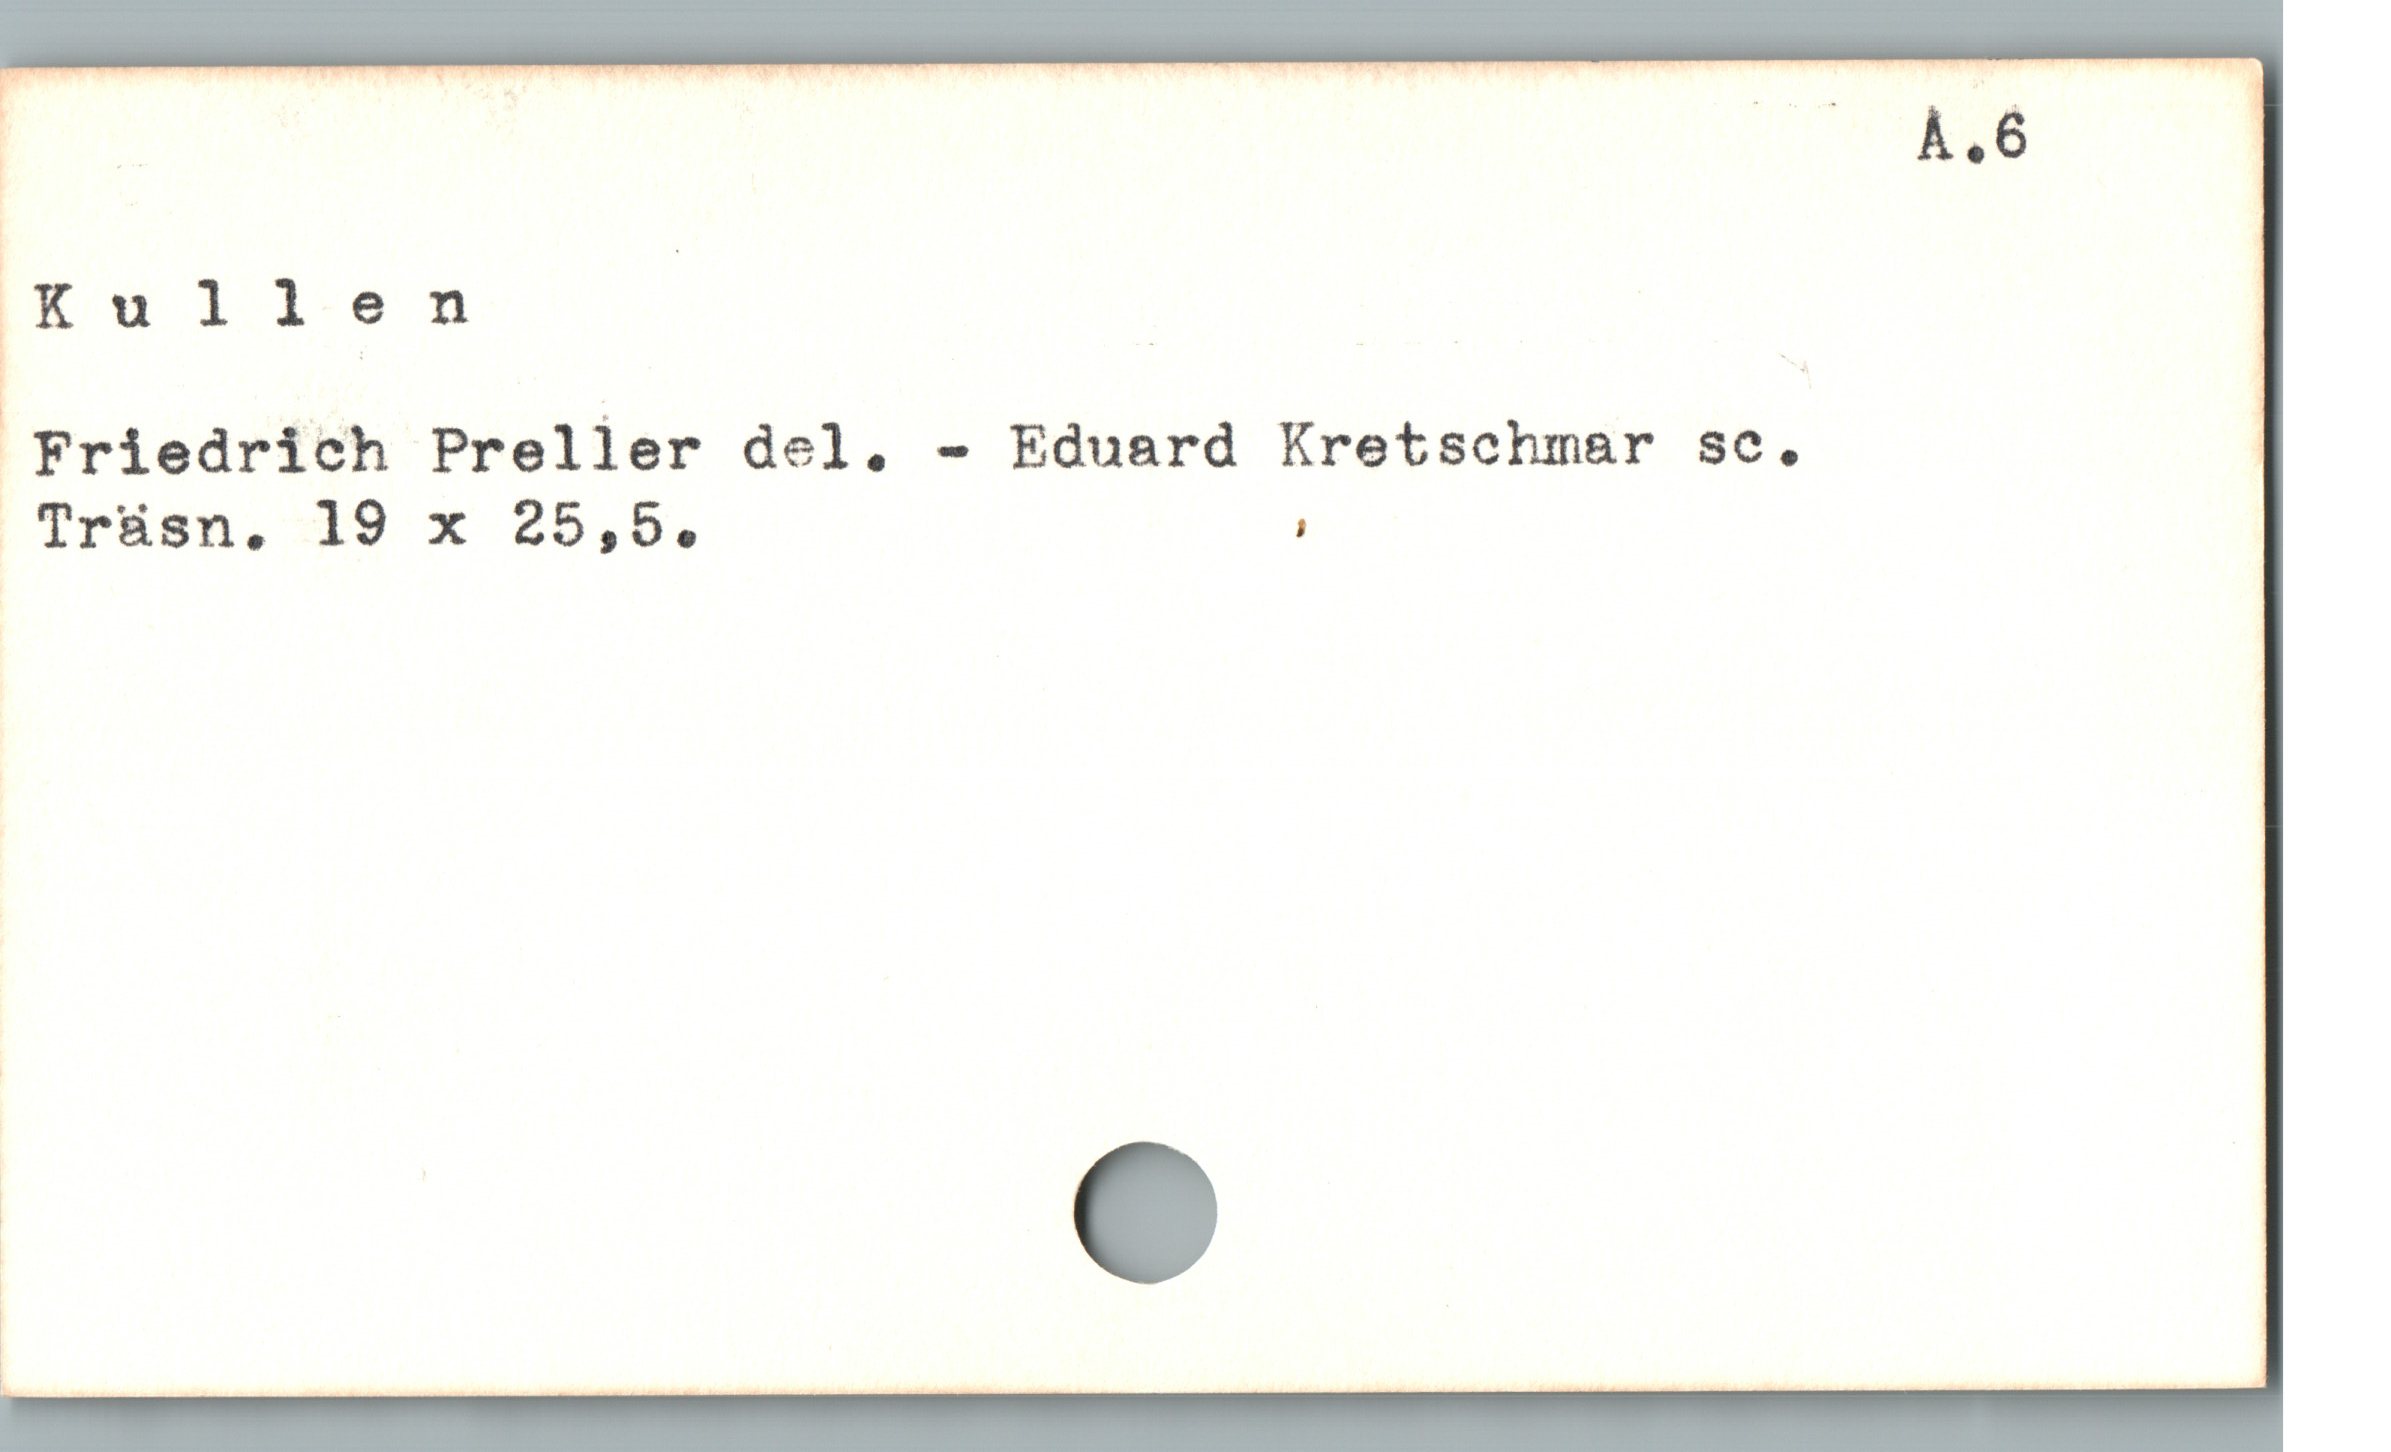 A.6
K u l l e n
Friedrich Preller del. - Eduard Kretschmar sc.
Träsn. 19 x 25,5.